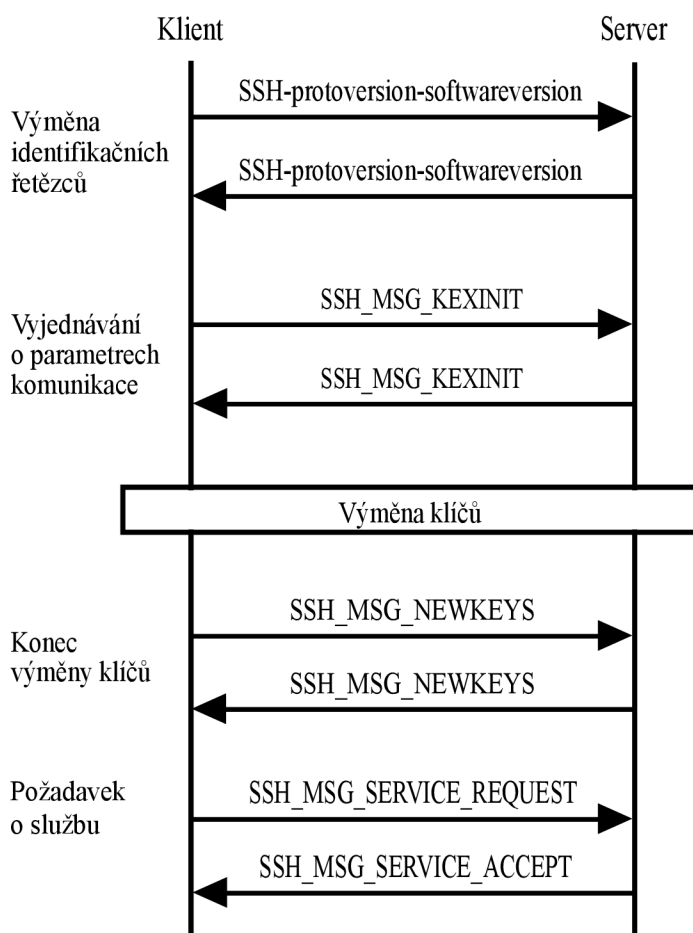 Klient
Server
SSH-protoversion-softwareversion
Výměna
identifikačních
řetězců
SSH-protoversion-softwareversion
SSH_MSG_KEXINIT
Vyjednávání
o parametrech
komunikace
SSH_MSG_KEXINIT
Výměna klíčů
SSH_MSG_NEWKEYS
Konec
výměny klíčů
SSH_MSG_NEWKEYS
Požadavek
o službu
SSH_MSG_SERVICE_REQUEST
SSH_MSG_SERVICE_ACCEPT